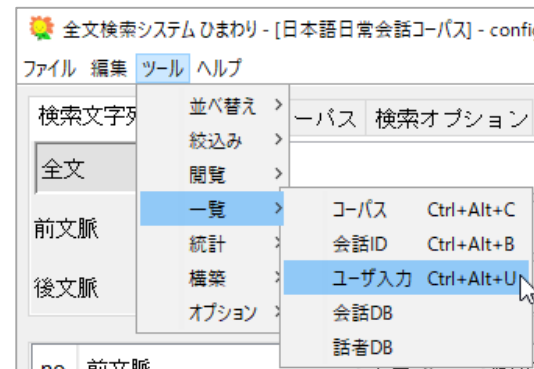 全文検索システム ひまわり - [日本語日常会話コーパス] - confi
ファイル 編集 ツール ヘルプ
検索文字列 ーパス 検索オプション
並べ替え >
絞込み >
全文
閲覧 >
一覧 >
コーパス Ctrl+Alt+C
前文脈
統計 >
会話ID Ctrl+Alt+B
構築 >
ユーザ入力 Ctrl+Alt+U
後文脈
オプション >
会話DB
話者DB
no 前文脈